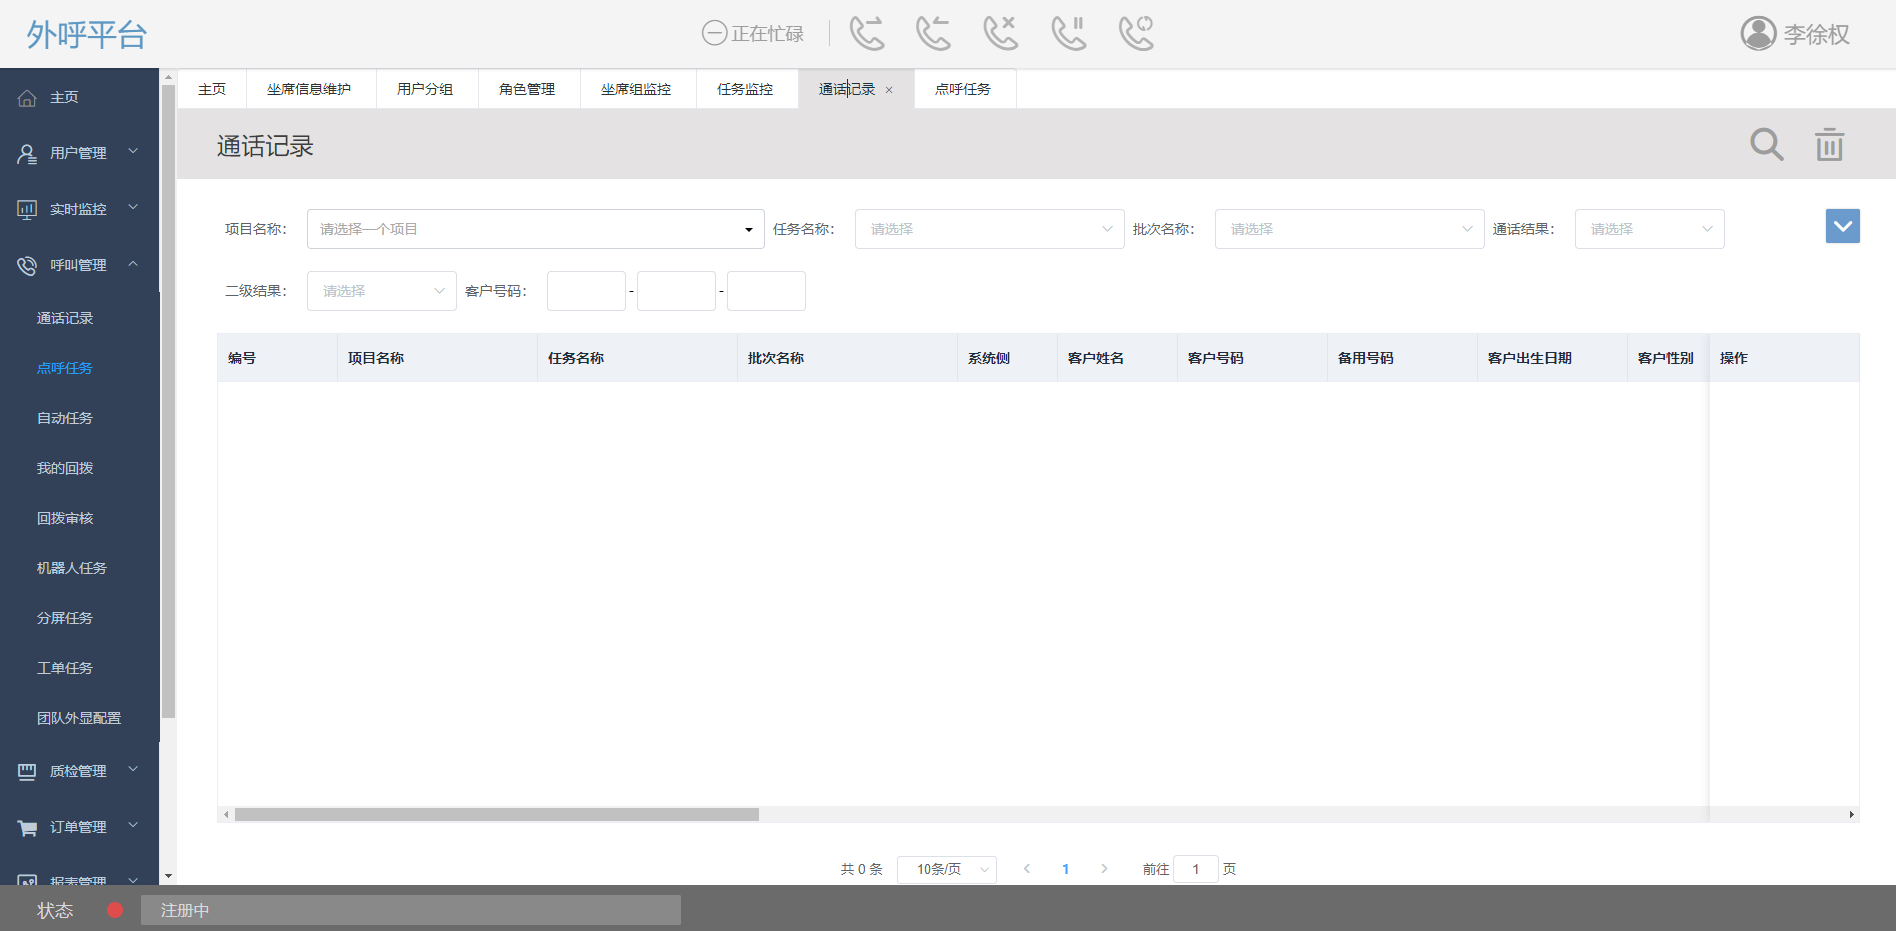 外呼平台
正在忙碌
李徐权
主页
用户管理
实时监控
呼叫管理
通话记录
点呼任务
自动任务
我的回拨
回拨审核
机器人任务
分屏任务
工单任务
团队外显配置
质检管理
订单管理
报表管理
主页 坐席信息维护 用户分组 角色管理 坐席组监控 任务监控 通话记录 × 点呼任务
通话记录
项目名称： 请选择一个项目 任务名称： 请选择 批次名称： 请选择 通话结果： 请选择
二级结果： 请选择 客户号码： - -
编号 项目名称 任务名称 批次名称 系统侧 客户姓名 客户号码 备用号码 客户出生日期 客户性别 操作
共 0 条 10条/页 1 前往 1 页
状态 注册中